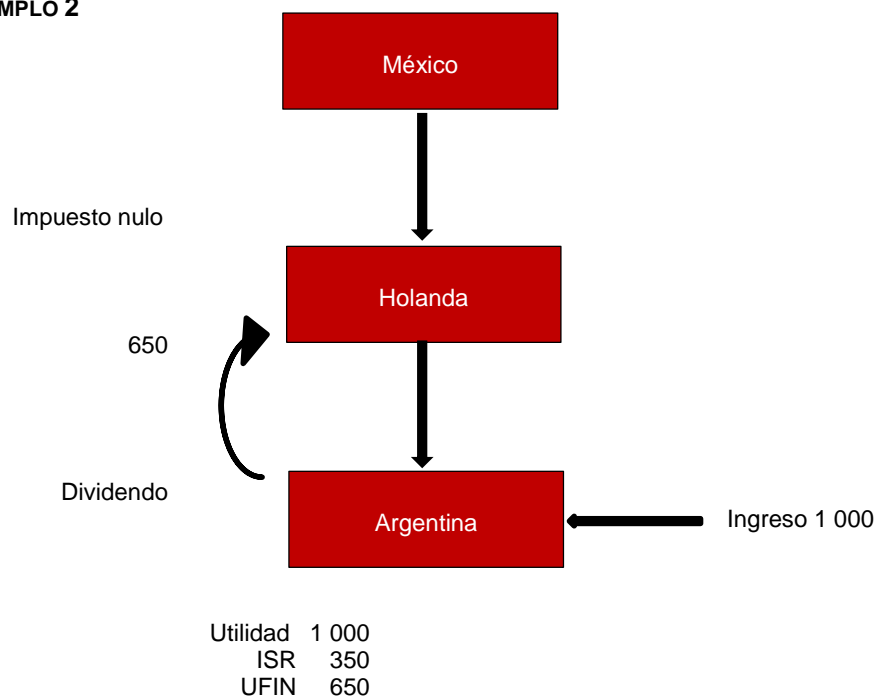 MPLO 2
México
Impuesto nulo
Holanda
650
Dividendo
Argentina
Ingreso 1 000
Utilidad 1 000
ISR 350
UFIN 650